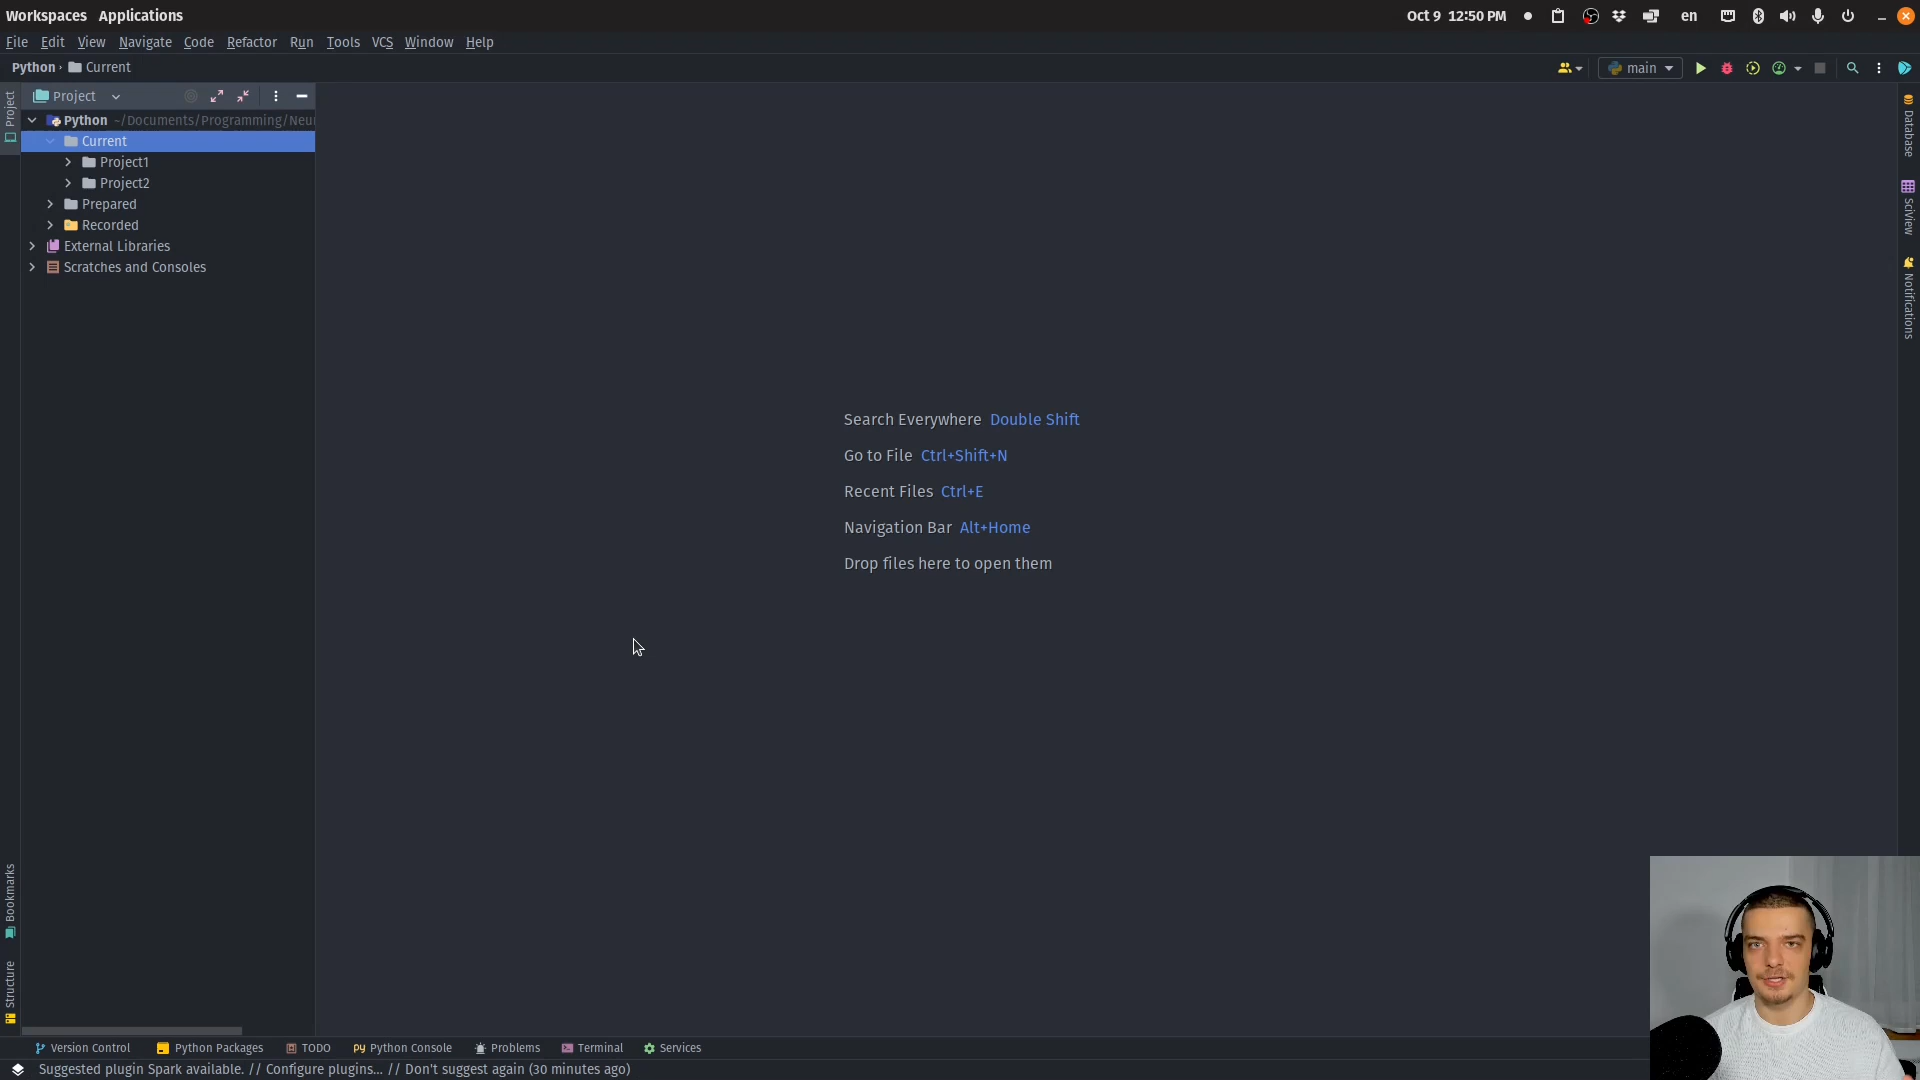 Workspaces Applications
Oct 9 12:50 PM
en
File Edit View Navigate Code Refactor Run Tools VCS Window Help
Python › Current
main
Project
Project
Python ~/Documents/Programming/Neu
Current
Project1
Project2
Prepared
Recorded
External Libraries
Scratches and Consoles
Search Everywhere Double Shift
Go to File Ctrl+Shift+N
Recent Files Ctrl+E
Navigation Bar Alt+Home
Drop files here to open them
Database
SciView
Notifications
Bookmarks
Structure
Version Control Python Packages TODO Python Console Problems Terminal Services
Suggested plugin Spark available. // Configure plugins... // Don't suggest again (30 minutes ago)